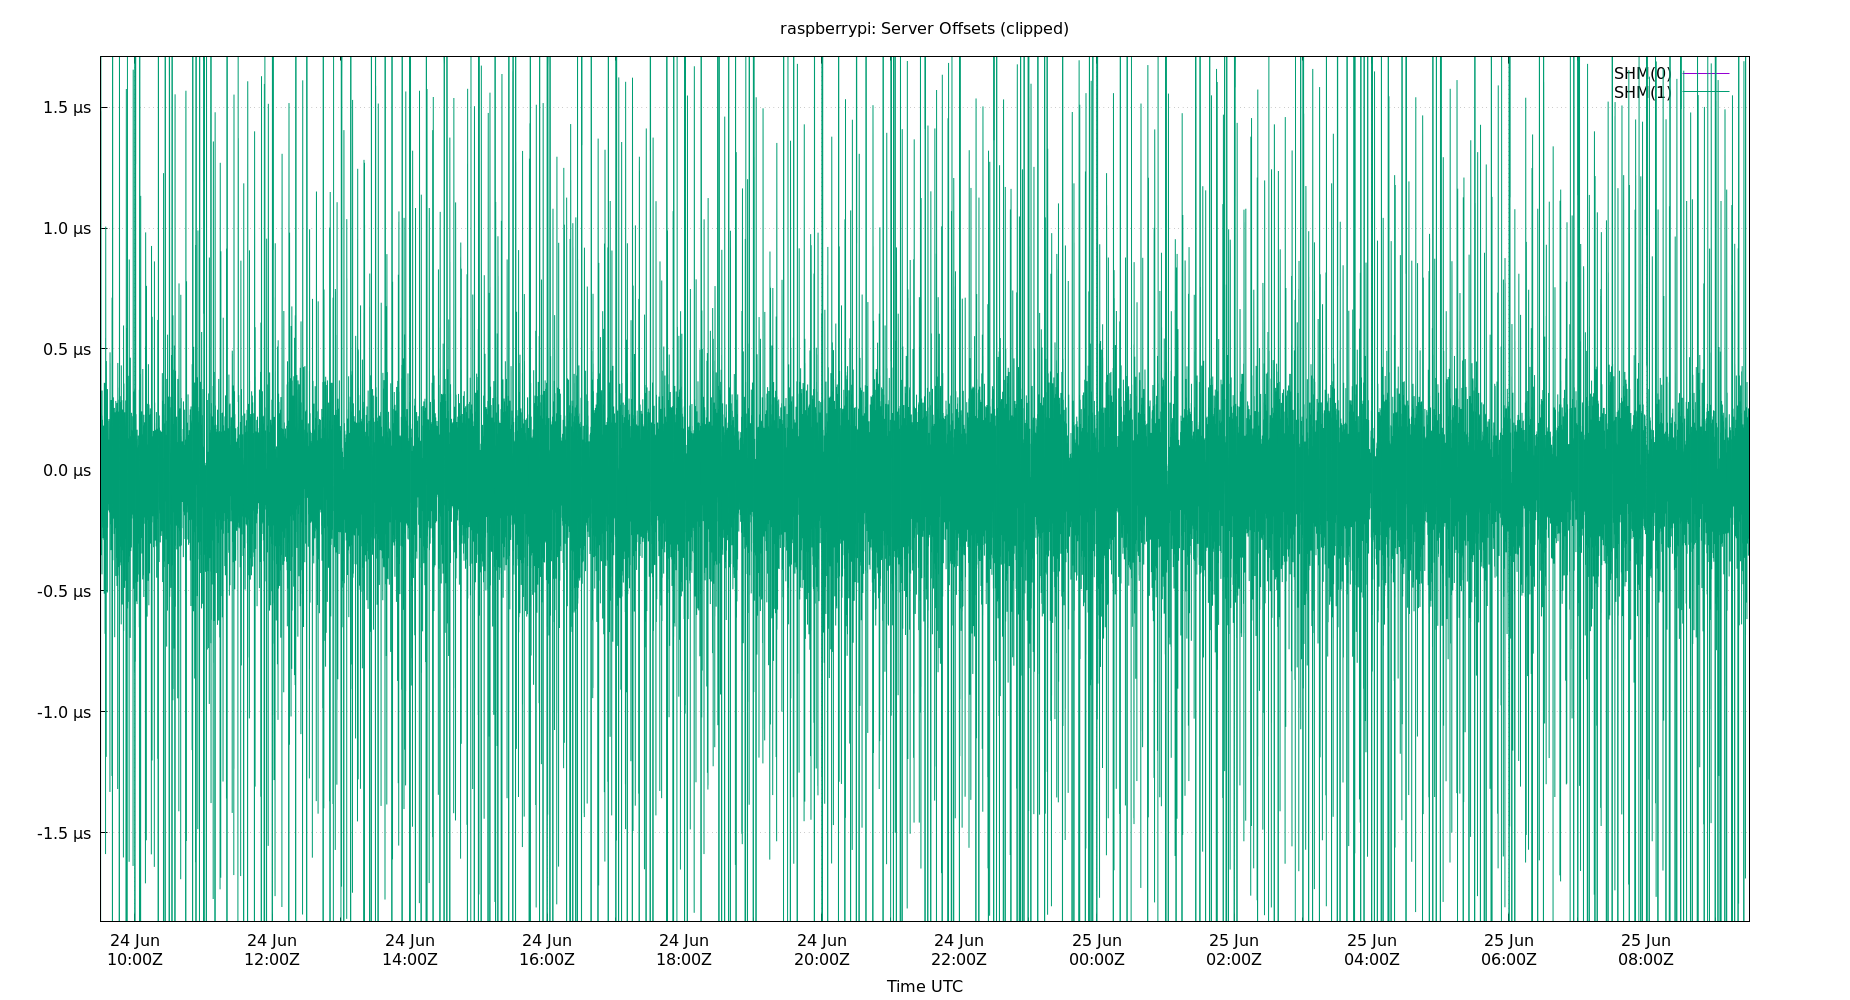 raspberrypi: Server Offsets (clipped)
SHM(0)
SHM(1)
1.5 µs
1.0 µs
0.5 µs
0.0 µs
-0.5 µs
-1.0 µs
-1.5 µs
24 Jun 24 Jun 24 Jun 24 Jun 24 Jun 24 Jun 24 Jun 25 Jun 25 Jun 25 Jun 25 Jun 25 Jun
10:00Z 12:00Z 14:00Z 16:00Z 18:00Z 20:00Z 22:00Z 00:00Z 02:00Z 04:00Z 06:00Z 08:00Z
Time UTC